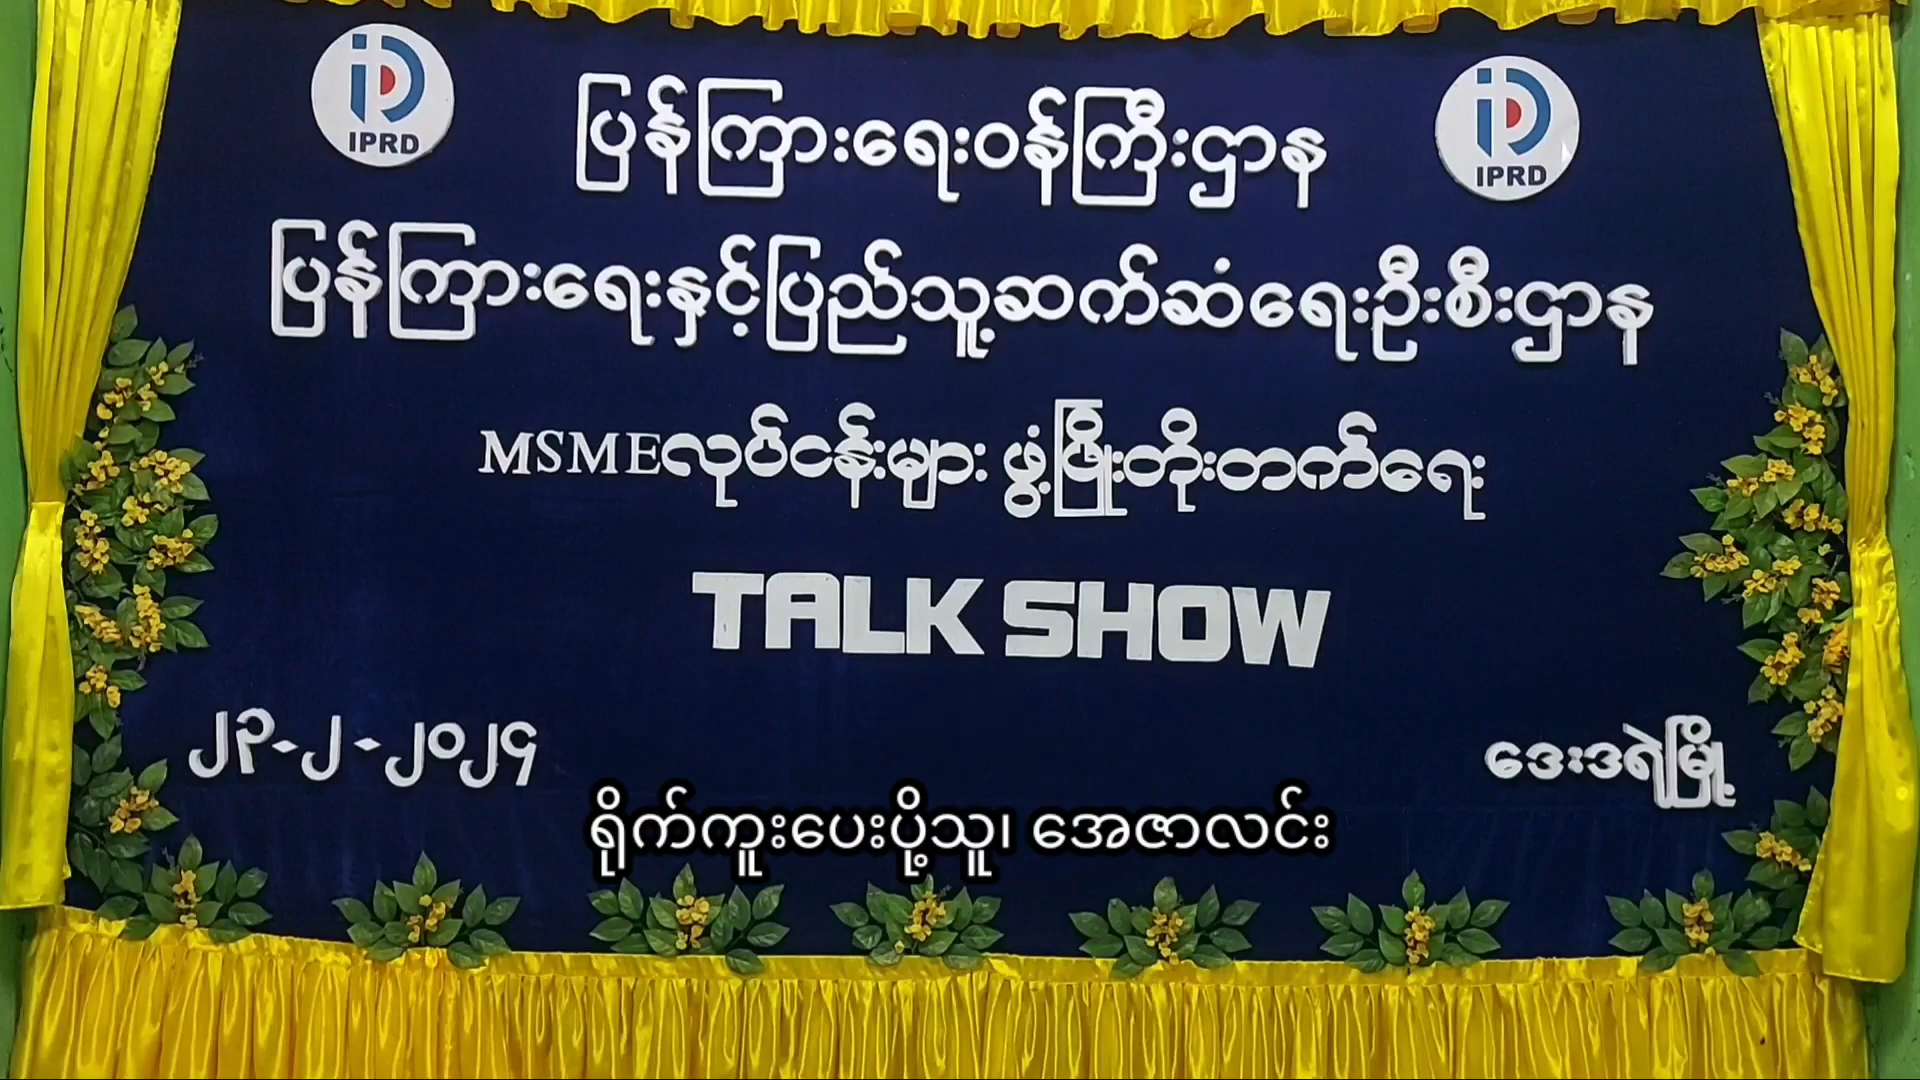 IPRD
IPRD
ပြန်ကြားရေးဝန်ကြီးဌာန
ပြန်ကြားရေးနှင့်ပြည်သူ့ဆက်ဆံရေးဦးစီးဌာန
MSMEလုပ်ငန်းများ ဖွံ့ဖြိုးတိုးတက်ရေး
TALK SHOW
၂၃-၂-၂၀၂၄
ဒေးဒရဲမြို့
ရိုက်ကူးပေးပို့သူ၊ အေဇာလင်း